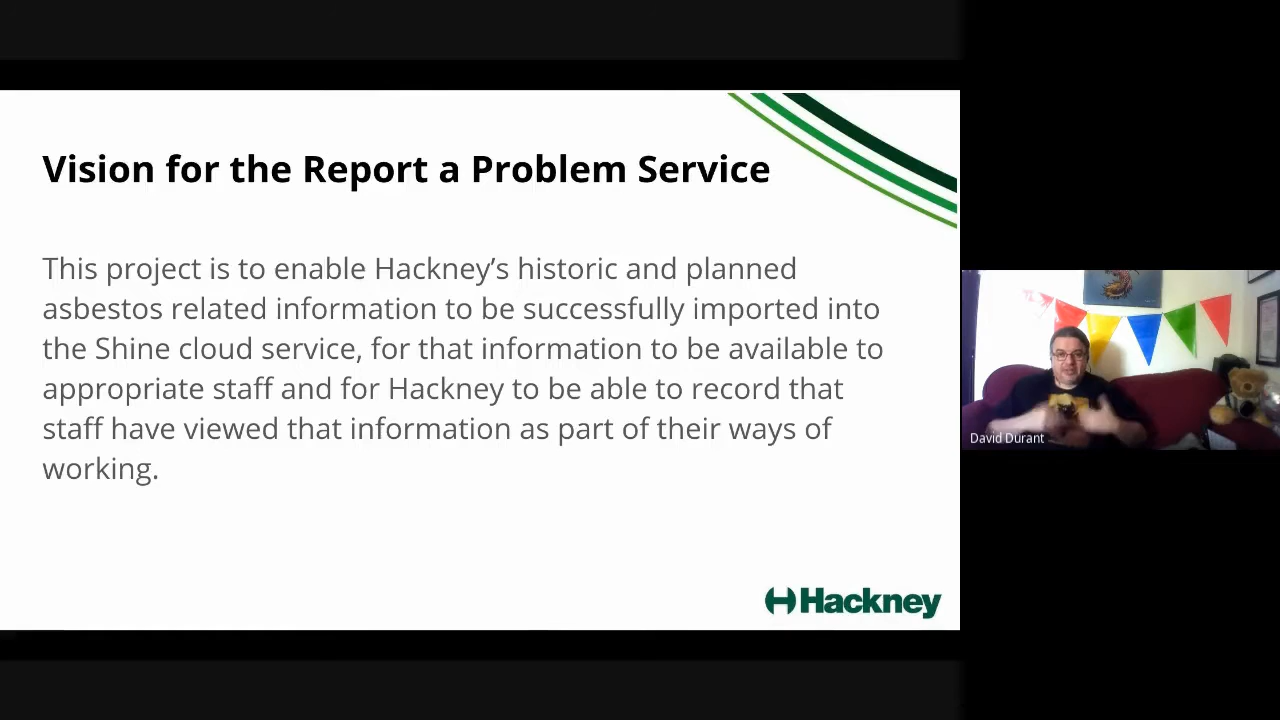 Vision for the Report a Problem Service
This project is to enable Hackney’s historic and planned
asbestos related information to be successfully imported into
the Shine cloud service, for that information to be available to
appropriate staff and for Hackney to be able to record that
staff have viewed that information as part of their ways of
working.
Hackney
David Durant